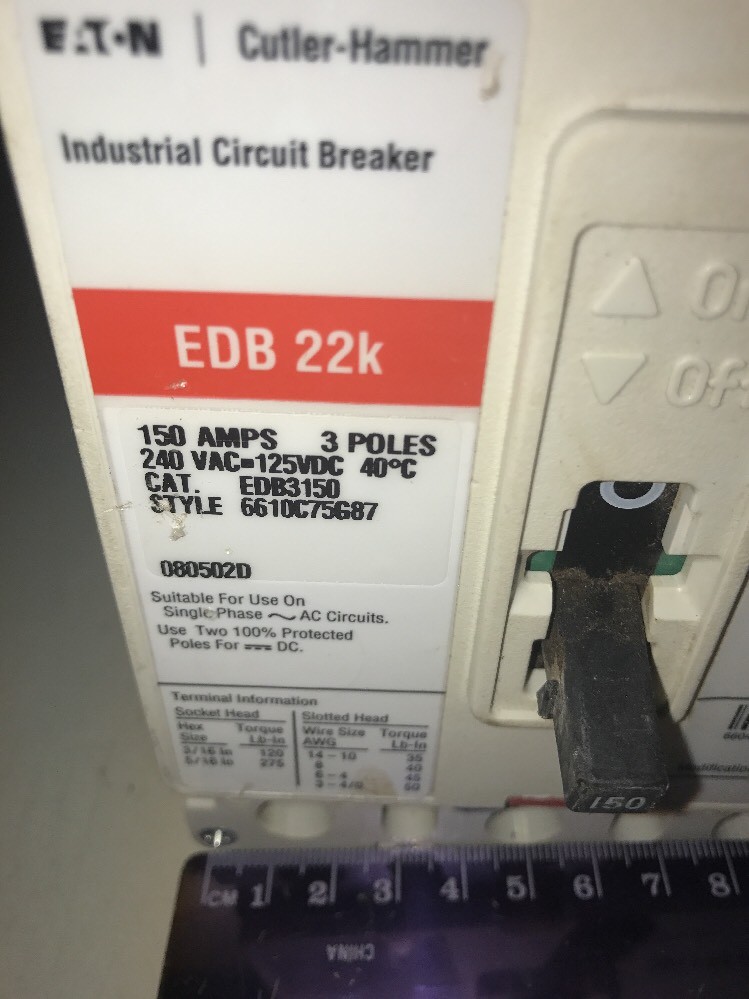 EATON | Cutler-Hammer
Industrial Circuit Breaker
EDB 22k
150 AMPS 3 POLES
240 VAC=125VDC 40°C
CAT. EDB3150
STYLE 6610C75G87
080502D
Suitable For Use On
Single Phase ~ AC Circuits.
Use Two 100% Protected
Poles For ⎓ DC.
Terminal Information
Socket Head
Hex Torque
Size Lb-In
3/16 in 120
5/16 in 275
Slotted Head
Wire Size Torque
AWG Lb-In
14-10 35
8 40
6-4 45
3-4/0 50
On
Off
150
CM 1 2 3 4 5 6 7 8
CHINA